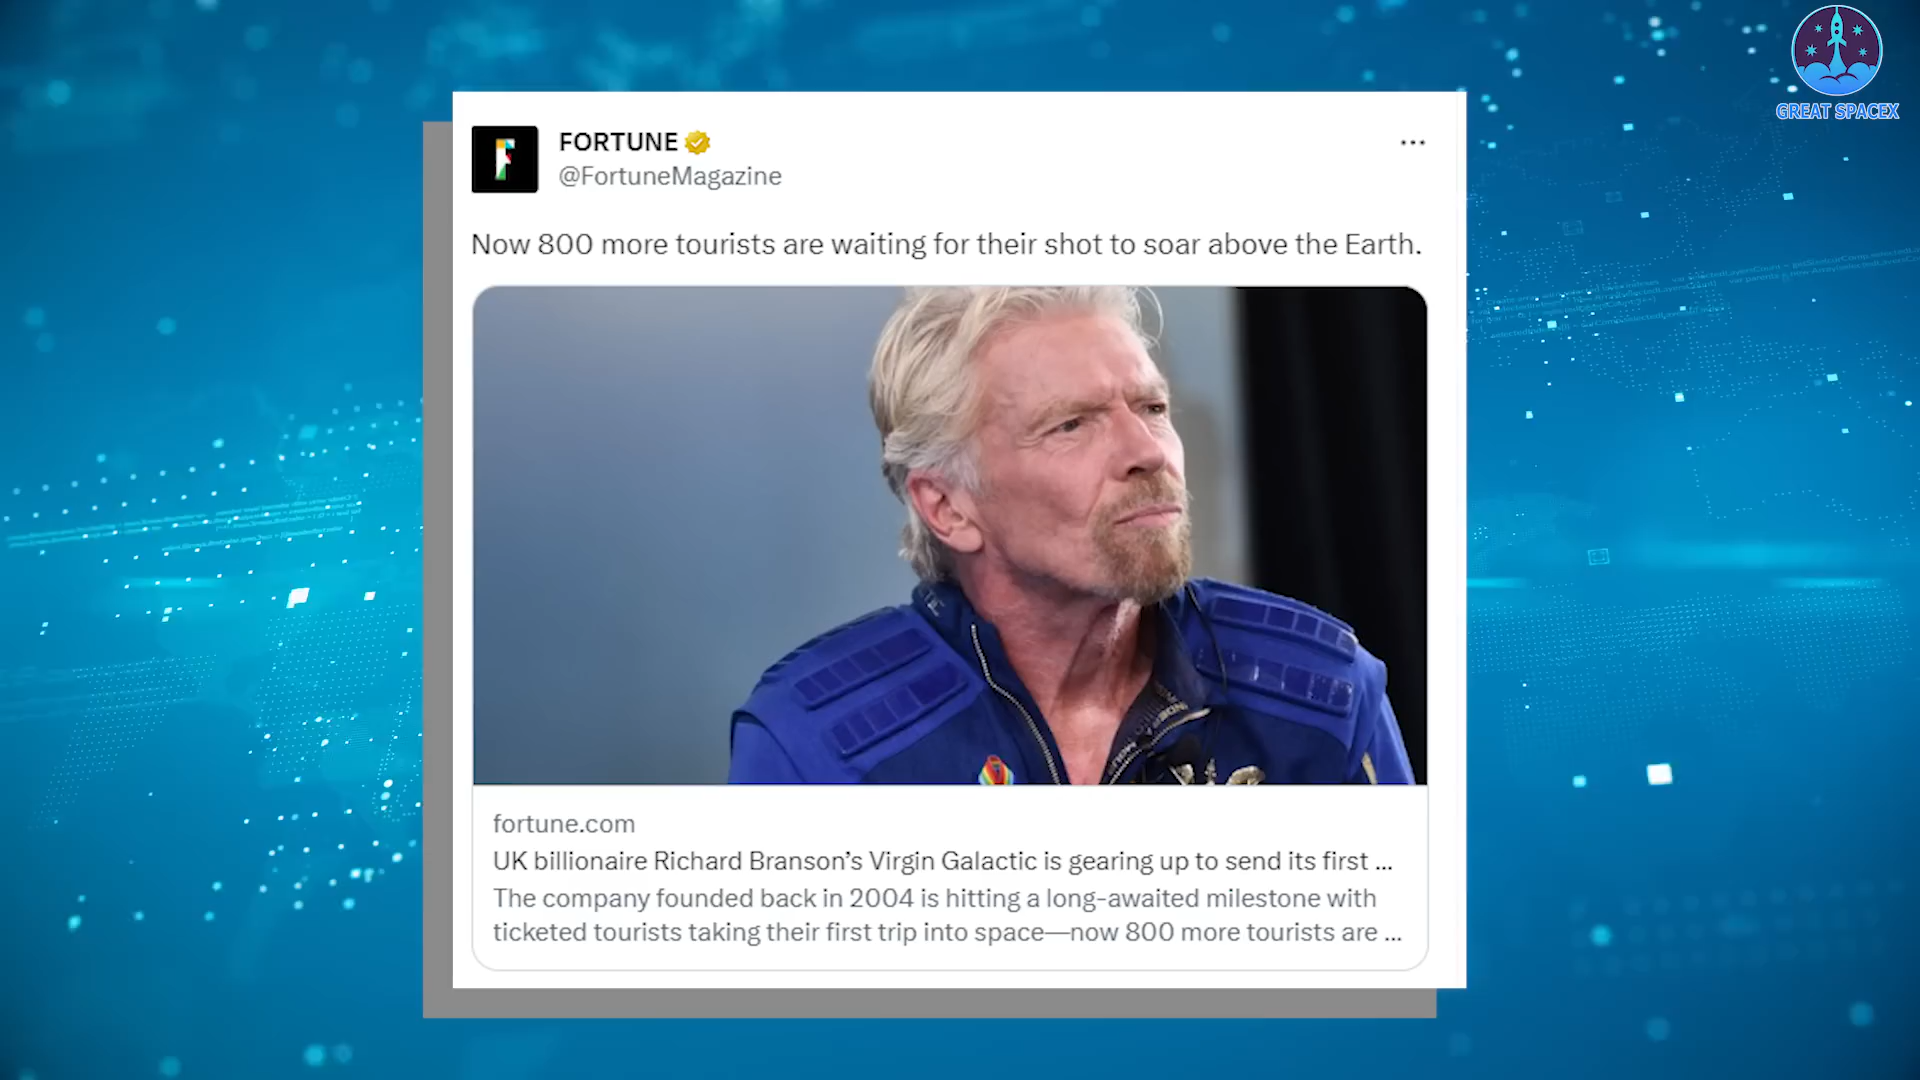 GREAT SPACEX
FORTUNE
@FortuneMagazine
Now 800 more tourists are waiting for their shot to soar above the Earth.
fortune.com
UK billionaire Richard Branson’s Virgin Galactic is gearing up to send its first ...
The company founded back in 2004 is hitting a long-awaited milestone with
ticketed tourists taking their first trip into space—now 800 more tourists are ...